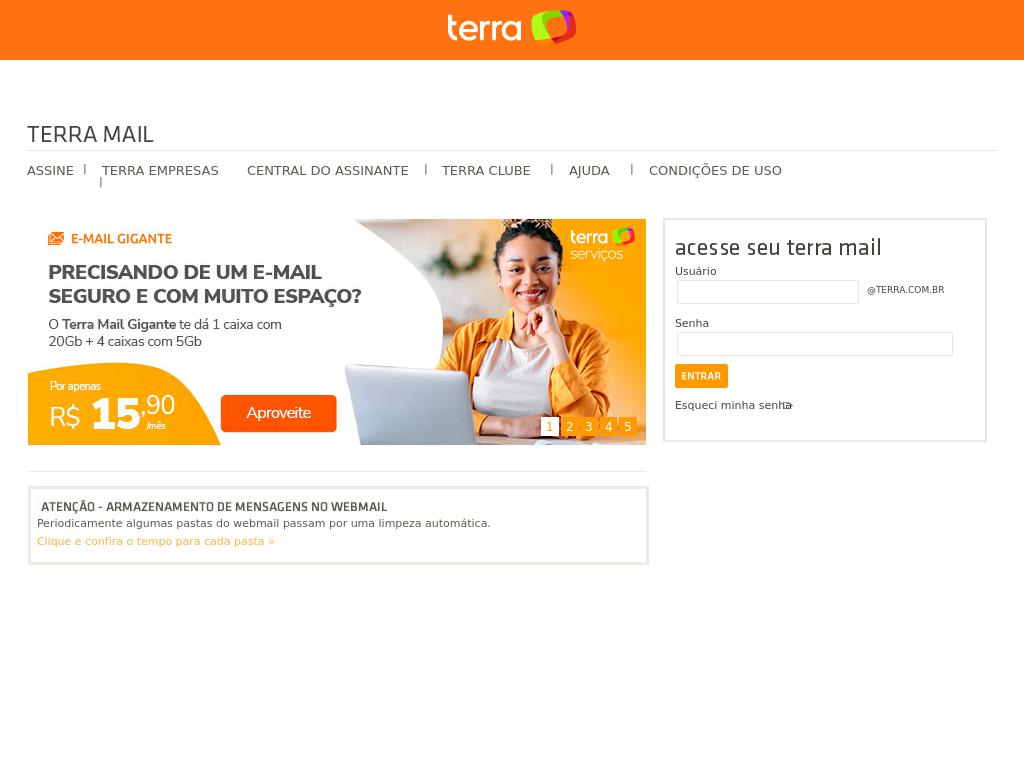 terra
TERRA MAIL
ASSINE | TERRA EMPRESAS | CENTRAL DO ASSINANTE | TERRA CLUBE | AJUDA | CONDIÇÕES DE USO
E-MAIL GIGANTE
terra
serviços
PRECISANDO DE UM E-MAIL
SEGURO E COM MUITO ESPAÇO?
O Terra Mail Gigante te dá 1 caixa com
20Gb + 4 caixas com 5Gb
Por apenas
R$ 15,90
/mês
Aproveite
1 2 3 4 5
acesse seu terra mail
Usuário
@TERRA.COM.BR
Senha
ENTRAR
Esqueci minha senha
ATENÇÃO - ARMAZENAMENTO DE MENSAGENS NO WEBMAIL
Periodicamente algumas pastas do webmail passam por uma limpeza automática.
Clique e confira o tempo para cada pasta »